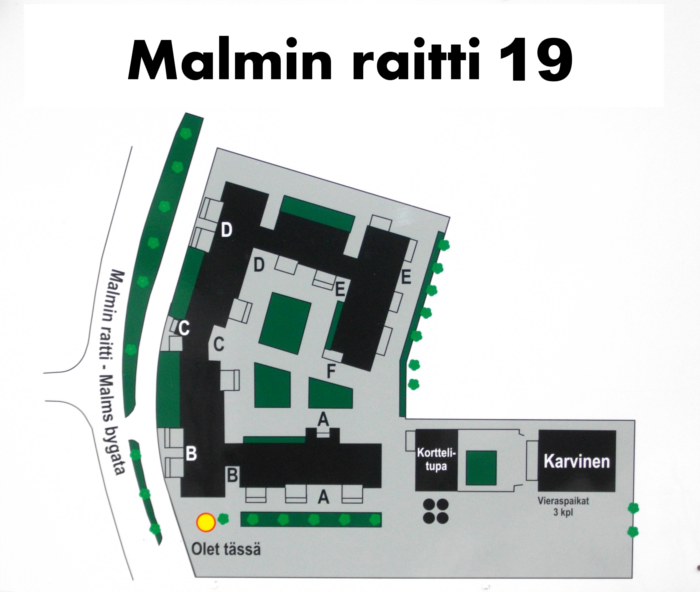 Malmin raitti 19
D
D
E
E
C
C
F
A
B
B
A
Malmin raitti - Malms bygata
Kortteli-
tupa
Karvinen
Vieraspaikat
3 kpl
Olet tässä